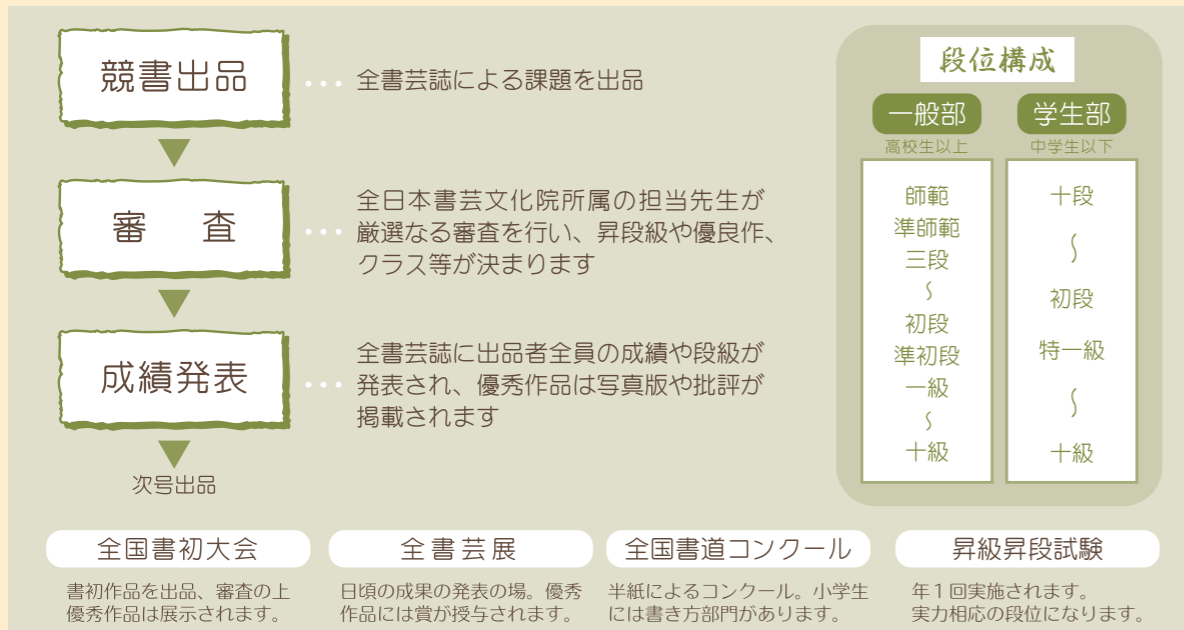 競書出品
… 全書芸誌による課題を出品
審　査
… 全日本書芸文化院所属の担当先生が
厳選なる審査を行い、昇段級や優良作、
クラス等が決まります
成績発表
… 全書芸誌に出品者全員の成績や段級が
発表され、優秀作品は写真版や批評が
掲載されます
次号出品
段位構成
一般部
高校生以上
師範
準師範
三段
〜
初段
準初段
一級
〜
十級
学生部
中学生以下
十段
〜
初段
特一級
〜
十級
全国書初大会
書初作品を出品、審査の上
優秀作品は展示されます。
全書芸展
日頃の成果の発表の場。優秀
作品には賞が授与されます。
全国書道コンクール
半紙によるコンクール。小学生
には書き方部門があります。
昇級昇段試験
年１回実施されます。
実力相応の段位になります。